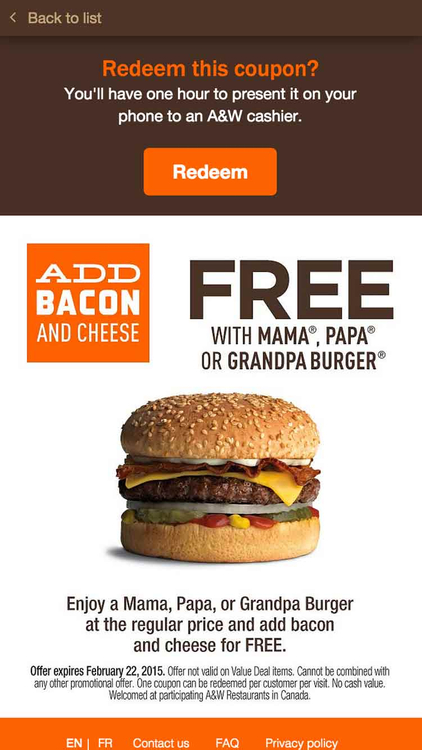 < Back to list
Redeem this coupon?
You'll have one hour to present it on your
phone to an A&W cashier.
Redeem
ADD
BACON
AND CHEESE
FREE
WITH MAMA®, PAPA®
OR GRANDPA BURGER®
Enjoy a Mama, Papa, or Grandpa Burger
at the regular price and add bacon
and cheese for FREE.
Offer expires February 22, 2015. Offer not valid on Value Deal items. Cannot be combined with
any other promotional offer. One coupon can be redeemed per customer per visit. No cash value.
Welcomed at participating A&W Restaurants in Canada.
EN | FR Contact us FAQ Privacy policy